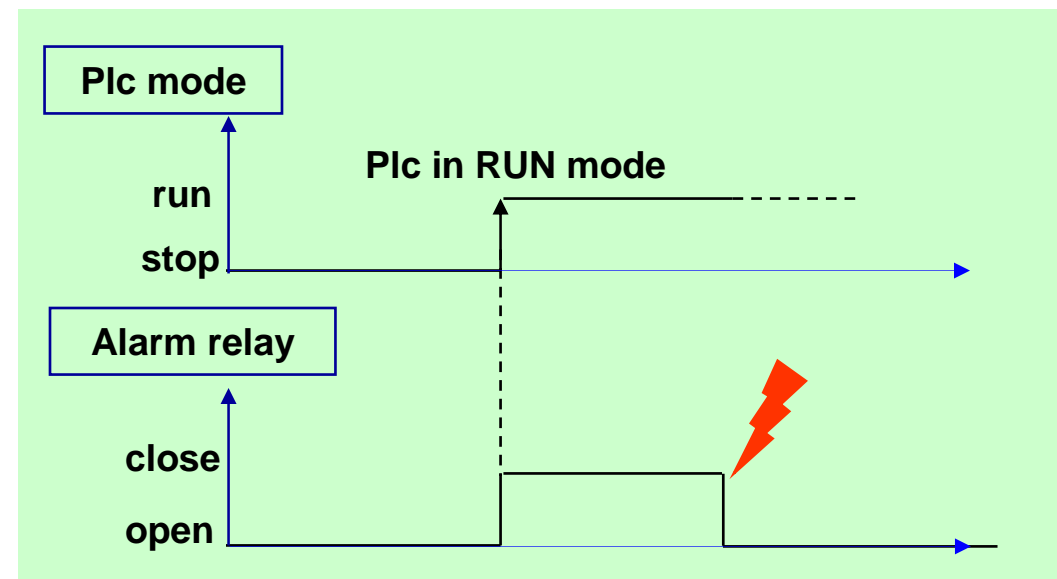 Plc mode
Plc in RUN mode
run
stop
Alarm relay
close
open